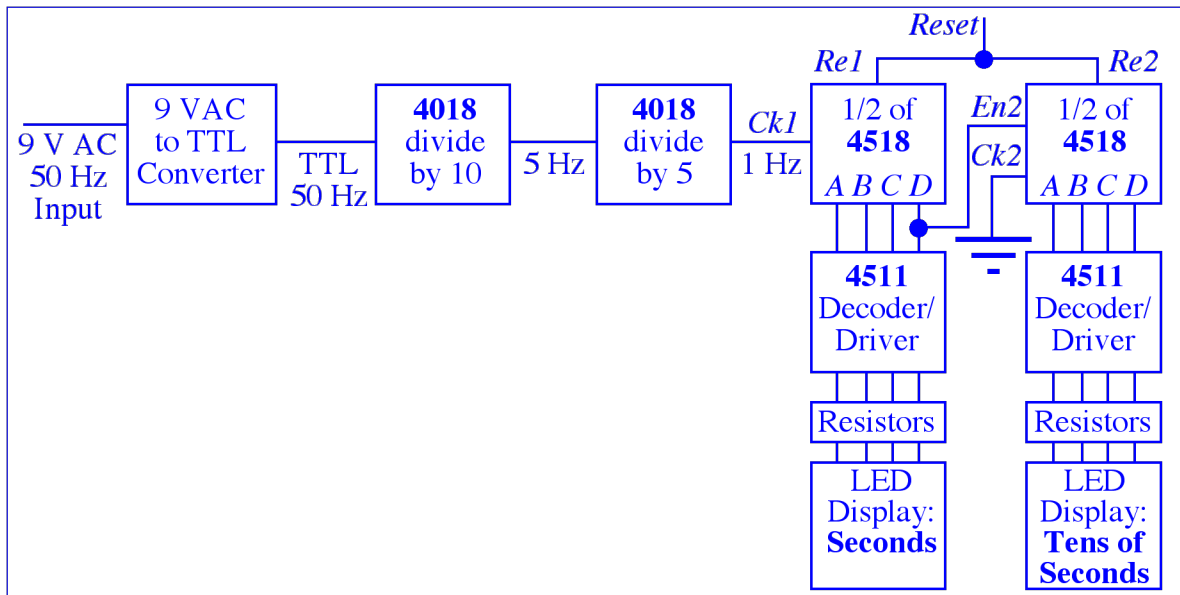 Reset
Re1
Re2
9 V AC
50 Hz
Input
9 VAC
to TTL
Converter
TTL
50 Hz
4018
divide
by 10
5 Hz
4018
divide
by 5
Ck1
1 Hz
1/2 of
4518
A B C D
En2
Ck2
1/2 of
4518
A B C D
4511
Decoder/
Driver
4511
Decoder/
Driver
Resistors
Resistors
LED
Display:
Seconds
LED
Display:
Tens of
Seconds